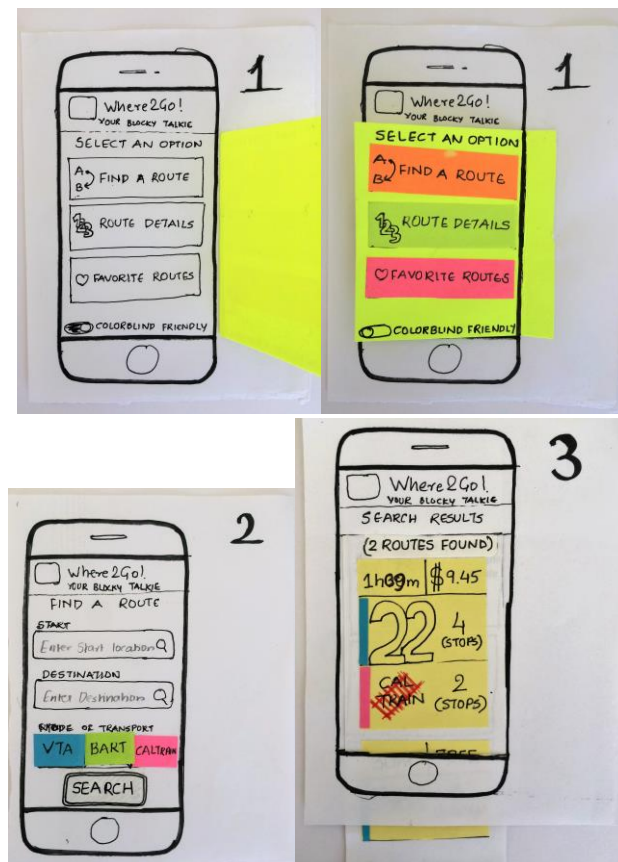 1
Where2Go!
YOUR BLOCKY TALKIE
SELECT AN OPTION
A
B
FIND A ROUTE
123
ROUTE DETAILS
FAVORITE ROUTES
COLORBLIND FRIENDLY
1
Where2Go!
YOUR BLOCKY TALKIE
SELECT AN OPTION
A
B
FIND A ROUTE
123
ROUTE DETAILS
FAVORITE ROUTES
COLORBLIND FRIENDLY
2
Where2Go!
YOUR BLOCKY TALKIE
FIND A ROUTE
START
Enter Start location
DESTINATION
Enter Destination
MODE OF TRANSPORT
VTA BART CALTRAIN
SEARCH
3
Where2Go!
YOUR BLOCKY TALKIE
SEARCH RESULTS
(2 ROUTES FOUND)
1h09m $9.45
22 4
(STOPS)
CAL
TRAIN 2
(STOPS)